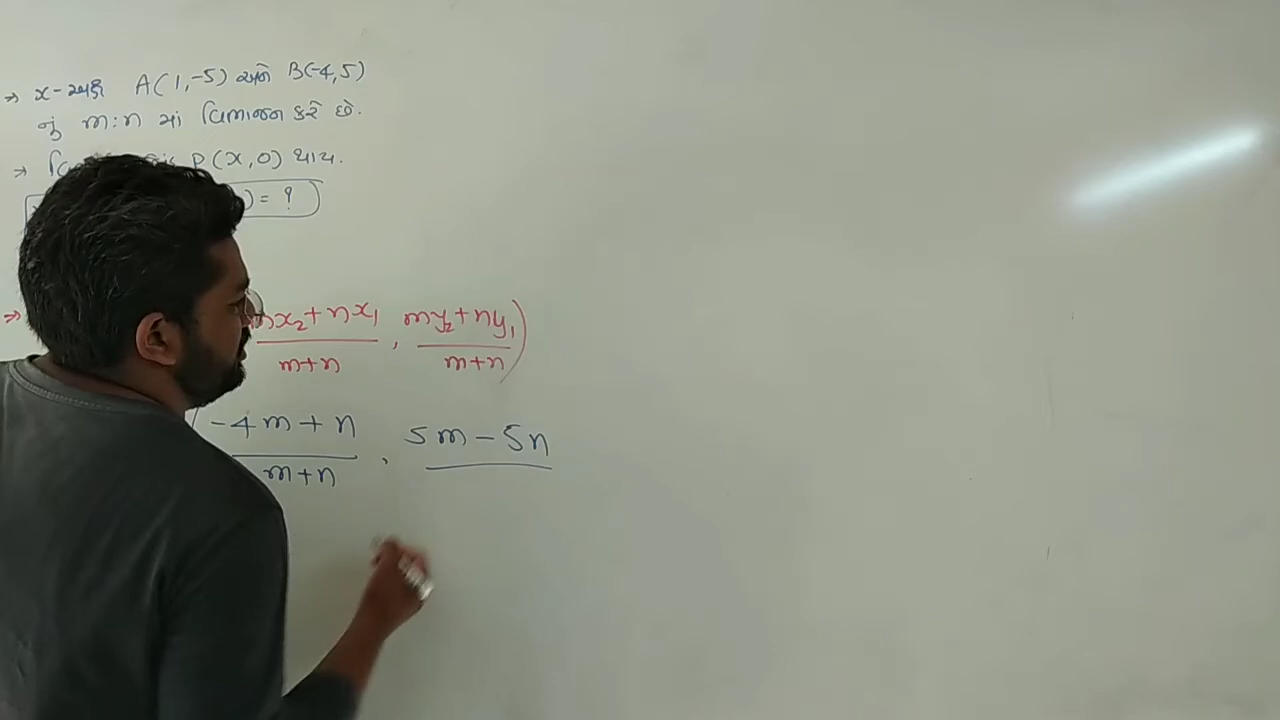 → x-અક્ષ A(1,-5) અને B(-4,5)
નું m:n માં વિભાજન કરે છે.
→ P(x,0) થાય.
) = ?
→ mx₂+nx₁ / m+n , my₂+ny₁ / m+n )
( -4m+n / m+n , 5m-5n